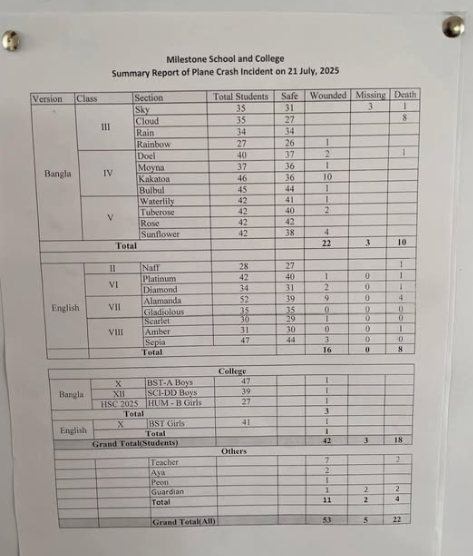 Milestone School and College
Summary Report of Plane Crash Incident on 21 July, 2025
Version Class Section Total Students Safe Wounded Missing Death
Bangla III Sky 35 31 3 1
Cloud 35 27 8
Rain 34 34
Rainbow 27 26 1
IV Doel 40 37 2 1
Moyna 37 36 1
Kakatoa 46 36 10
Bulbul 45 44 1
V Waterlily 42 41 1
Tuberose 42 40 2
Rose 42 42
Sunflower 42 38 4
Total 22 3 10
English II Naff 28 27 1
VI Platinum 42 40 1 0 1
Diamond 34 31 2 0 1
VII Alamanda 52 39 9 0 4
Gladiolous 35 35 0 0 0
VIII Scarlet 30 29 1 0 0
Amber 31 30 0 0 1
Sepia 47 44 3 0 0
Total 16 0 8
College
Bangla X BST-A Boys 47 1
XII SCI-DD Boys 39 1
HSC 2025 HUM - B Girls 27 1
Total 3
English X BST Girls 41 1
Total 1
Grand Total(Students) 42 3 18
Others
Teacher 7 2
Aya 2
Peon 1
Guardian 1 2 2
Total 11 2 4
Grand Total(All) 53 5 22